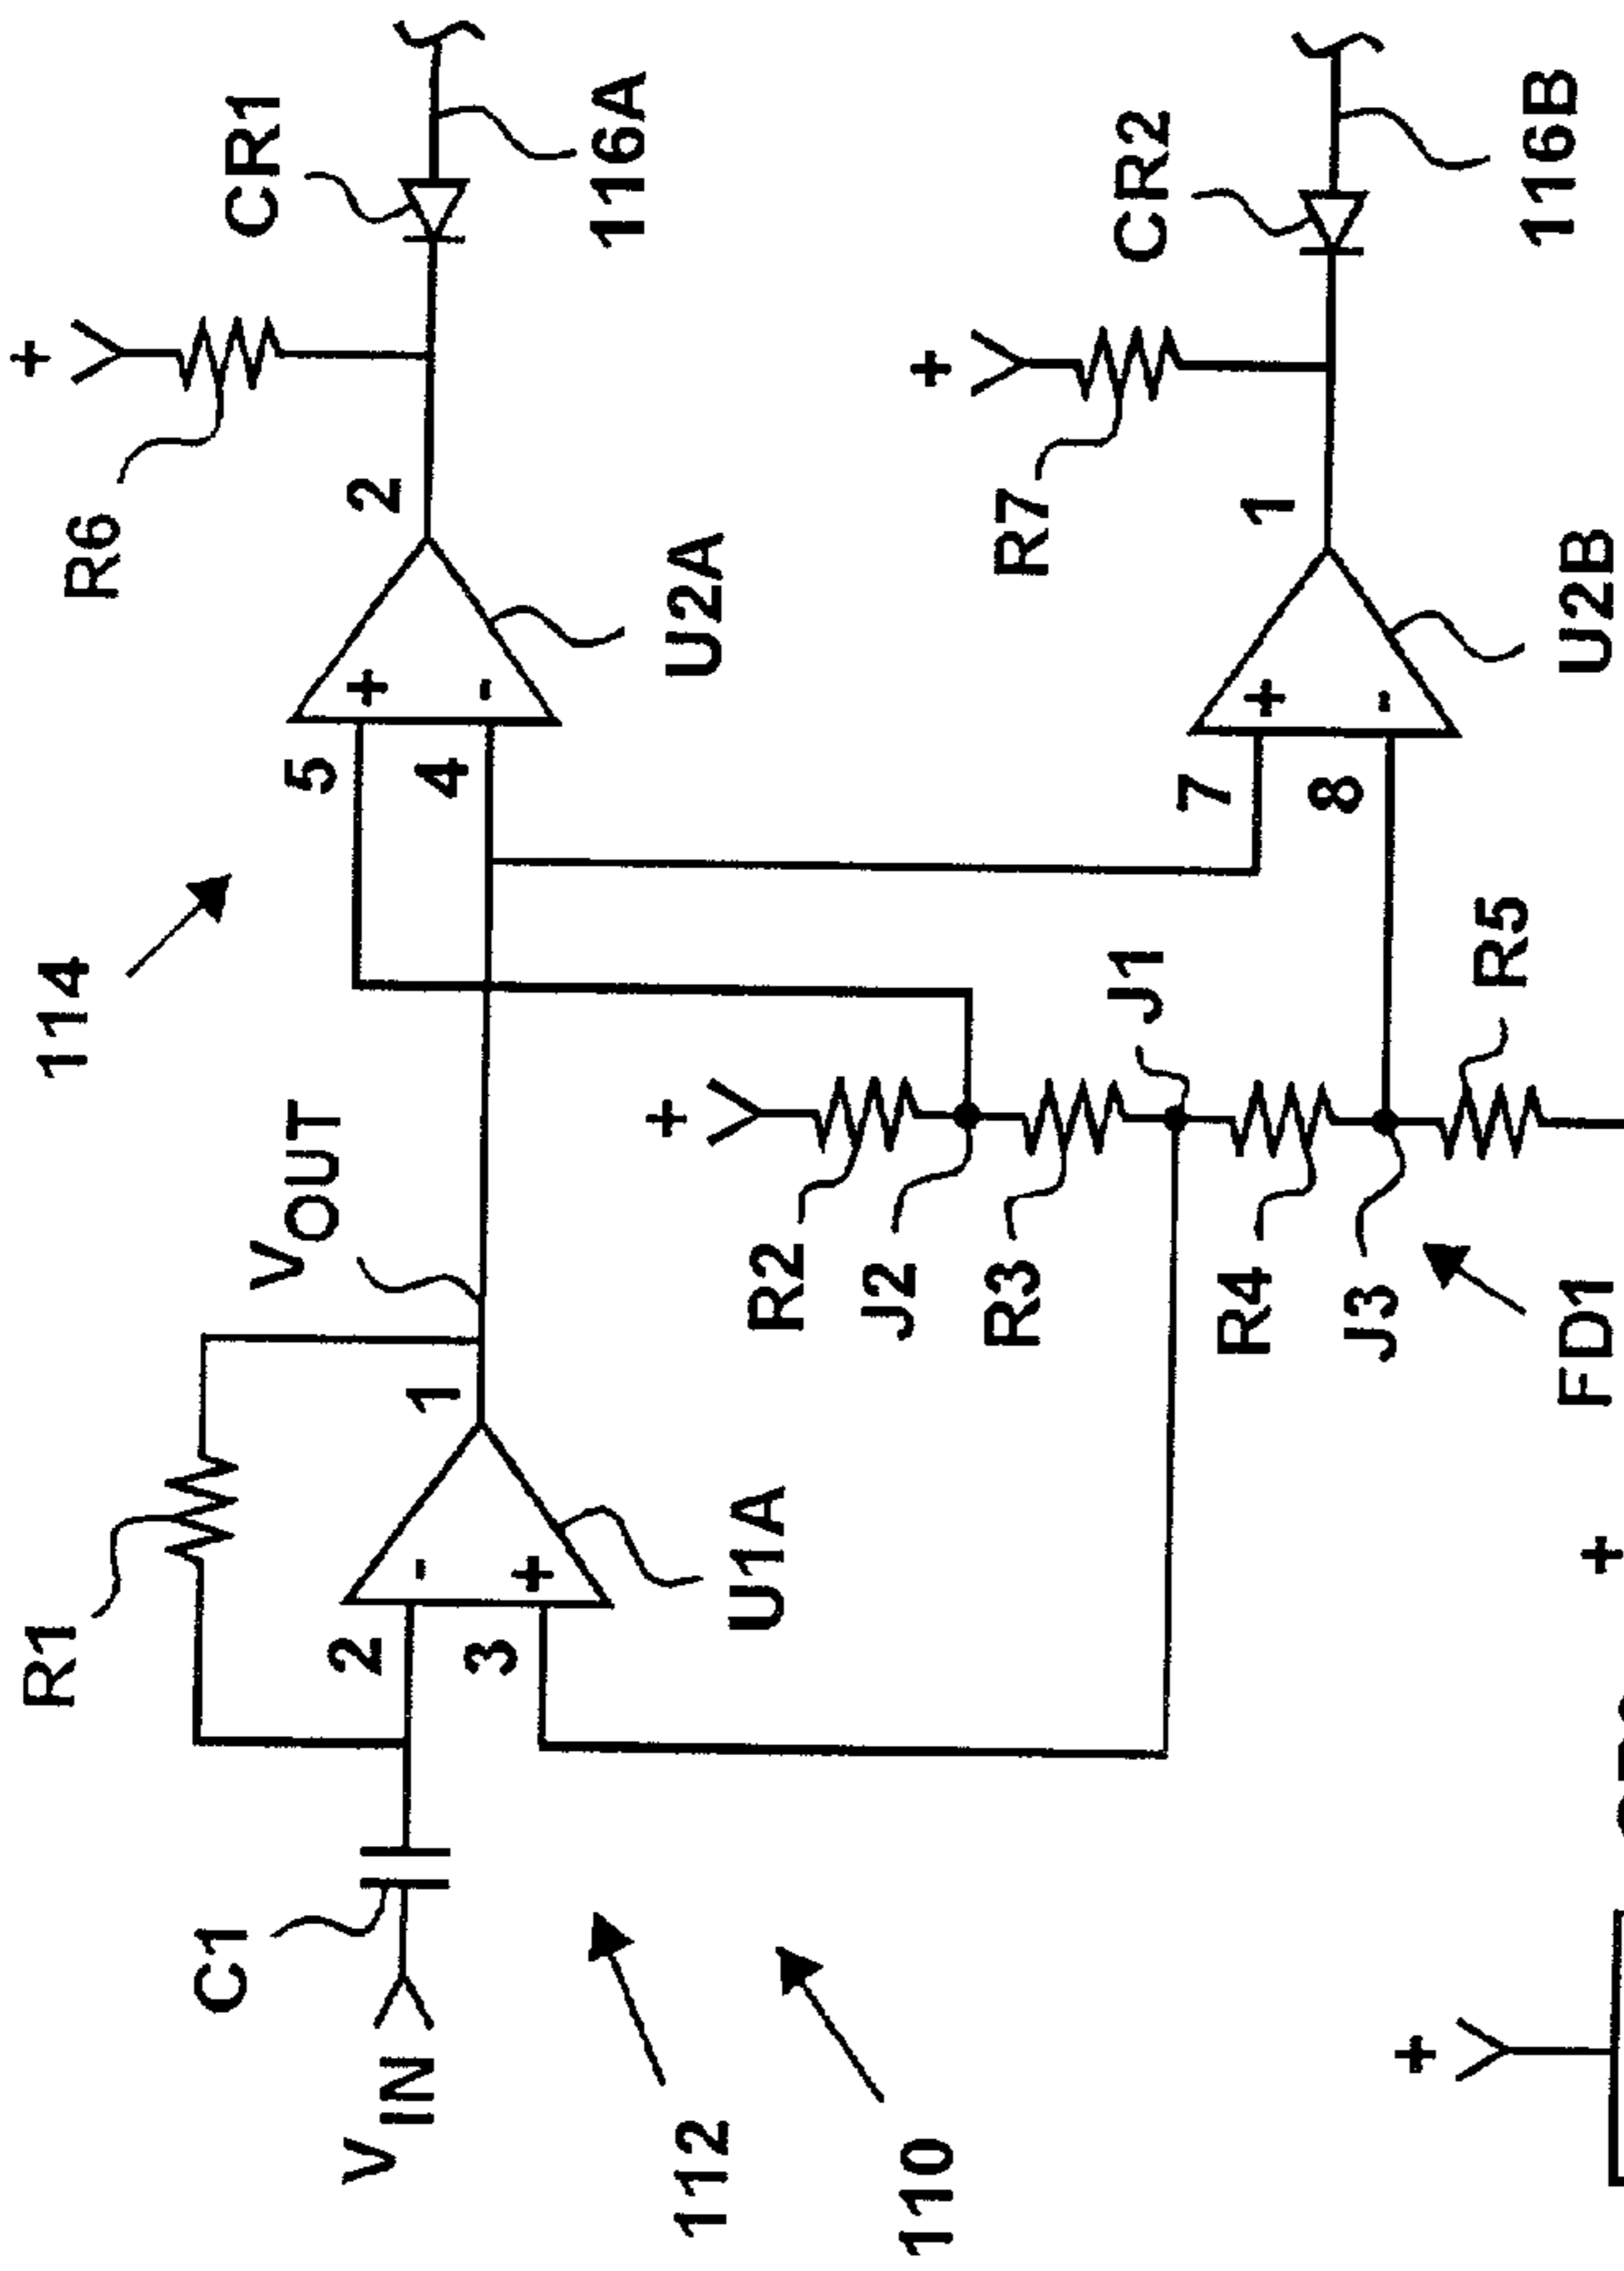 +
R1
114
R6
C1
VOUT
CR1
5
2
VIN
2
1
4
3
+
-
-
+
116A
112
U1A
+
U2A
R2
J2
110
+
R3
R7
J1
CR2
7
1
R4
+
J3
8
-
+
R5
116B
FD1
U2B
+